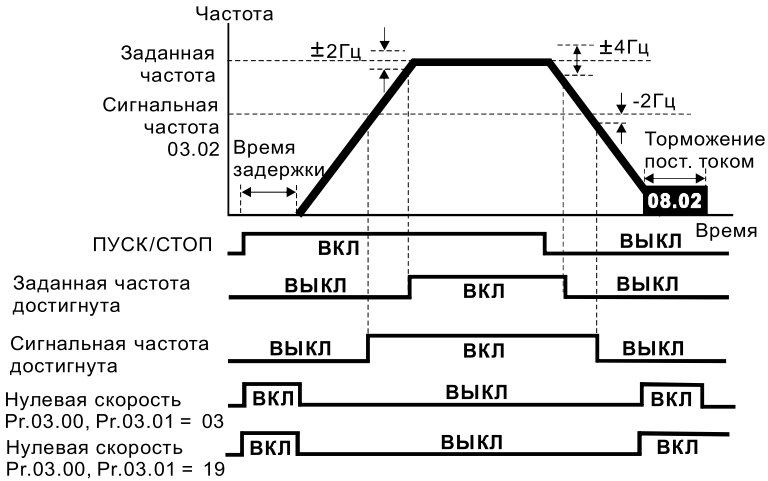 Частота
Заданная
частота
±2Гц
±4Гц
Сигнальная
частота
03.02
-2Гц
Время
задержки
Торможение
пост. током
08.02
Время
ПУСК/СТОП
ВКЛ
ВЫКЛ
Заданная частота
достигнута
ВЫКЛ
ВКЛ
ВЫКЛ
Сигнальная частота
достигнута
ВЫКЛ
ВКЛ
ВЫКЛ
Нулевая скорость
Pr.03.00, Pr.03.01 = 03
ВКЛ
ВЫКЛ
ВКЛ
Нулевая скорость
Pr.03.00, Pr.03.01 = 19
ВКЛ
ВЫКЛ
ВКЛ